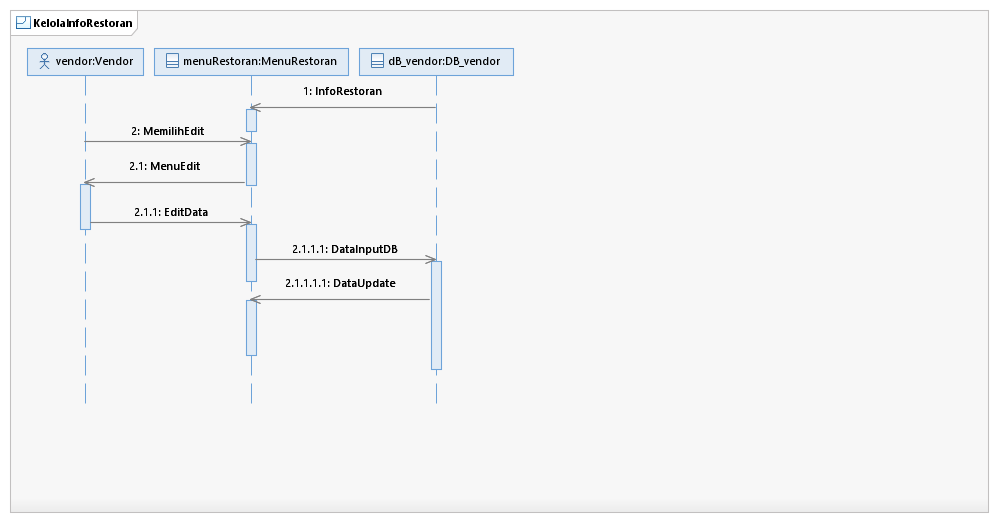 KelolaInfoRestoran
vendor:Vendor
menuRestoran:MenuRestoran
dB_vendor:DB_vendor
1: InfoRestoran
2: MemilihEdit
2.1: MenuEdit
2.1.1: EditData
2.1.1.1: DataInputDB
2.1.1.1.1: DataUpdate